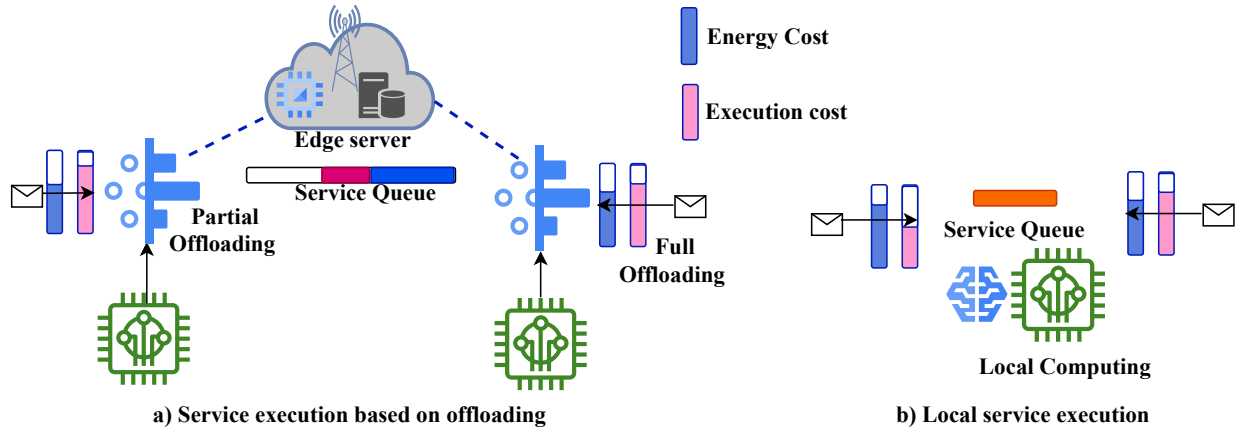 Energy Cost
Execution cost
Edge server
Service Queue
Partial
Offloading
Full
Offloading
Service Queue
Local Computing
a) Service execution based on offloading
b) Local service execution